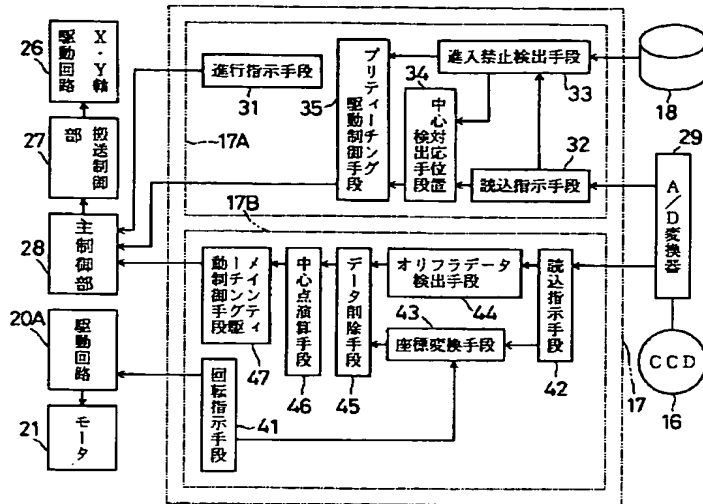 26
X・Y軸
駆動回路
27
搬送制御
部
28
主制御部
20A
駆動回路
21
モータ
17A
進行指示手段
31
35
プリティーチング
駆動制御手段
34
中心対応位置
検出手段
進入禁止検出手段
33
32
読込指示手段
18
29
A/D変換器
CCD
16
17
17B
メインティ
ーチング駆
動制御手段
47
中心点演算手段
46
データ削除手段
45
オリフラデータ
検出手段
44
43
座標変換手段
読込指示手段
42
回転指示手段
41